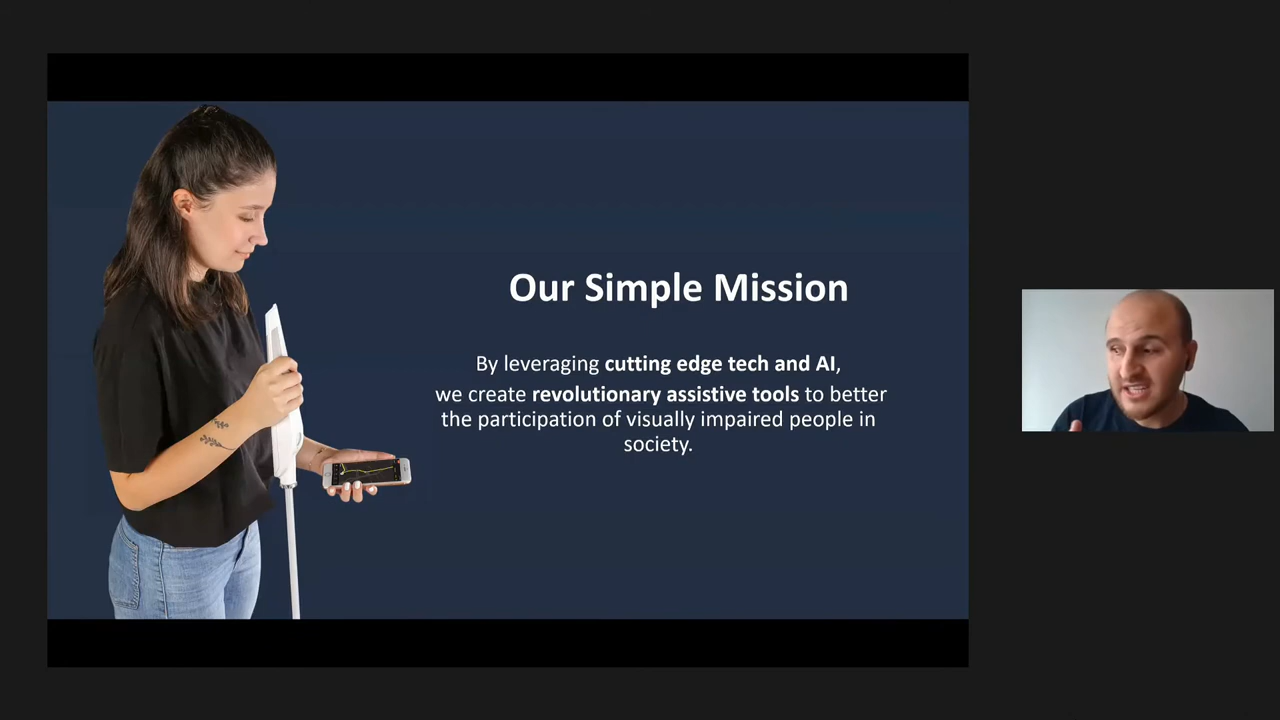 Our Simple Mission
By leveraging cutting edge tech and AI,
we create revolutionary assistive tools to better
the participation of visually impaired people in
society.